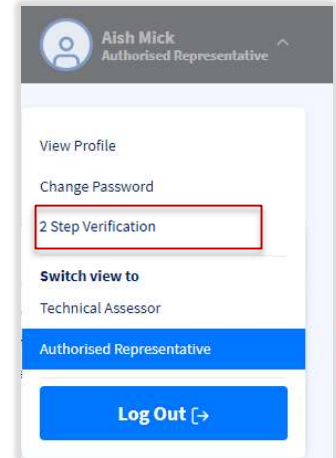 Aish Mick
Authorised Representative
View Profile
Change Password
2 Step Verification
Switch view to
Technical Assessor
Authorised Representative
Log Out